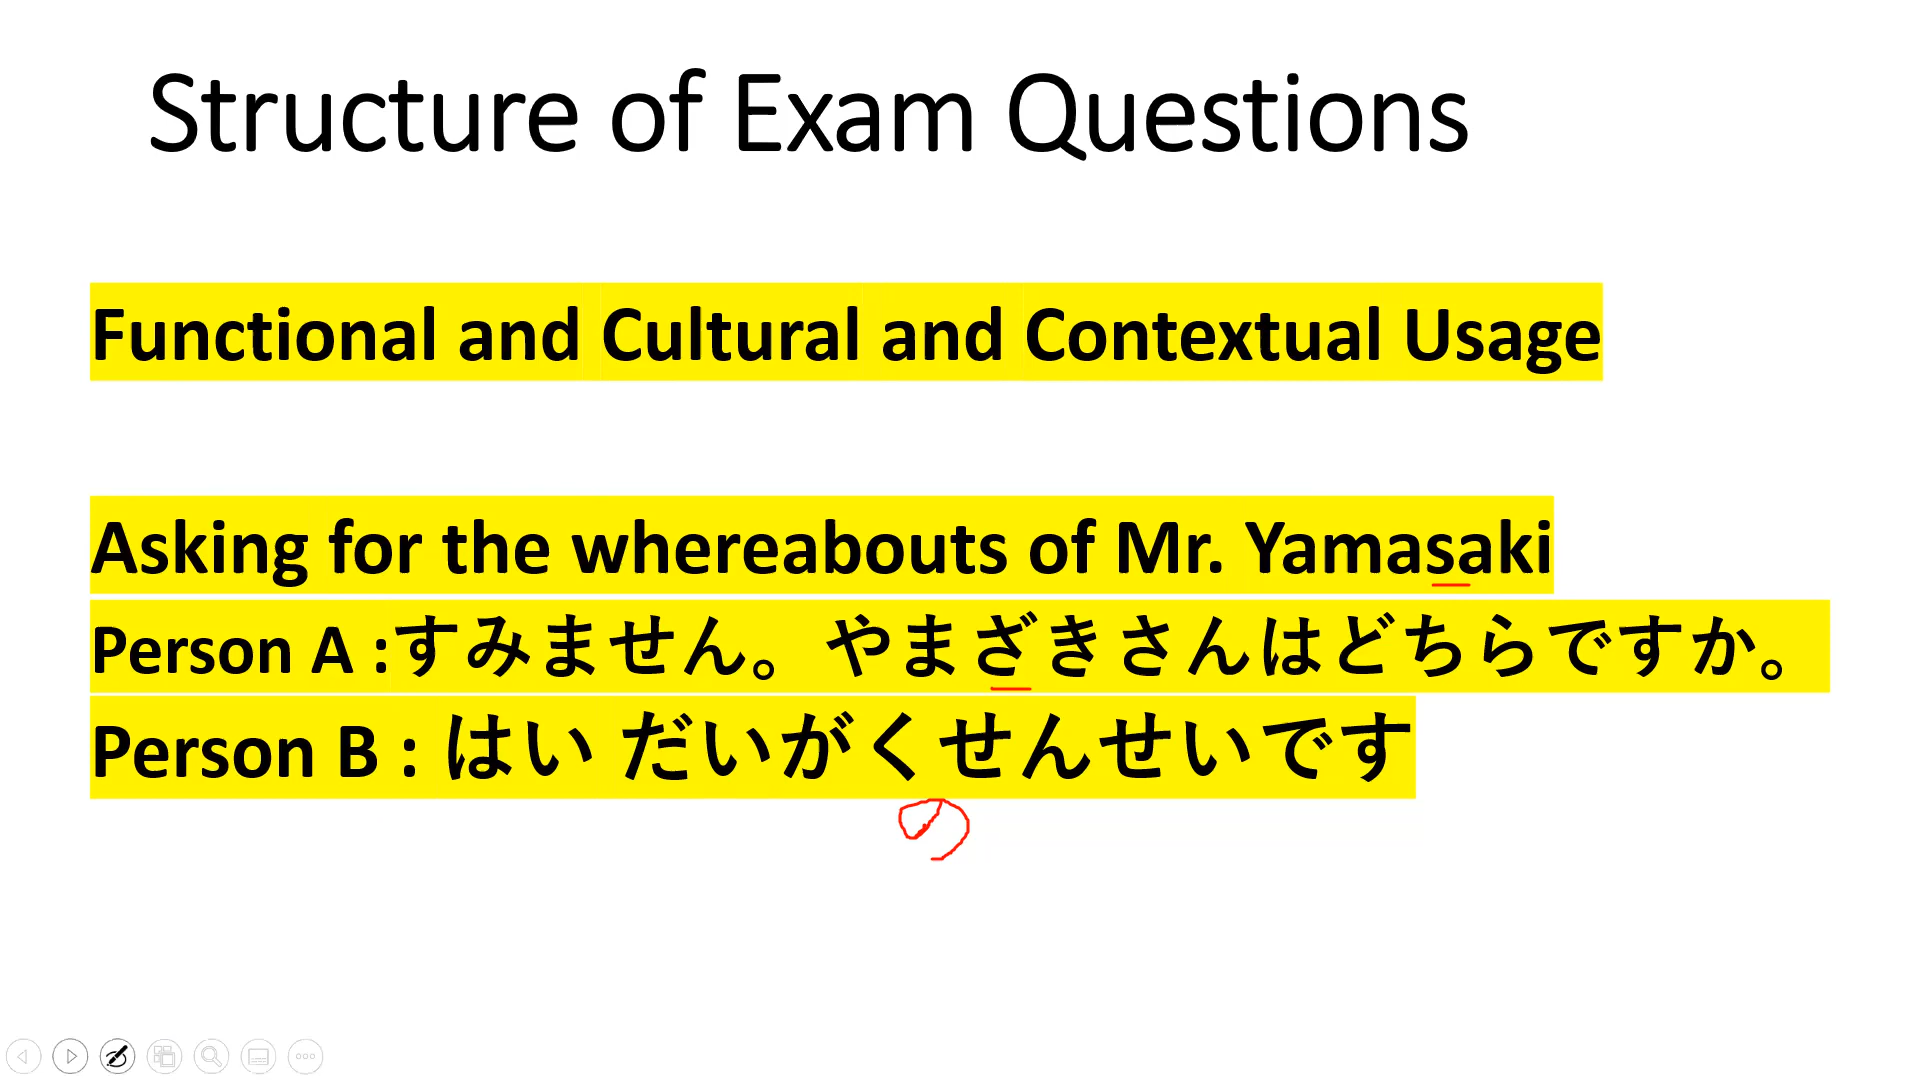 Structure of Exam Questions
Functional and Cultural and Contextual Usage
Asking for the whereabouts of Mr. Yamasaki
Person A :すみません。 やまざきさんはどちらですか。
Person B : はい だいがくせんせいです
の